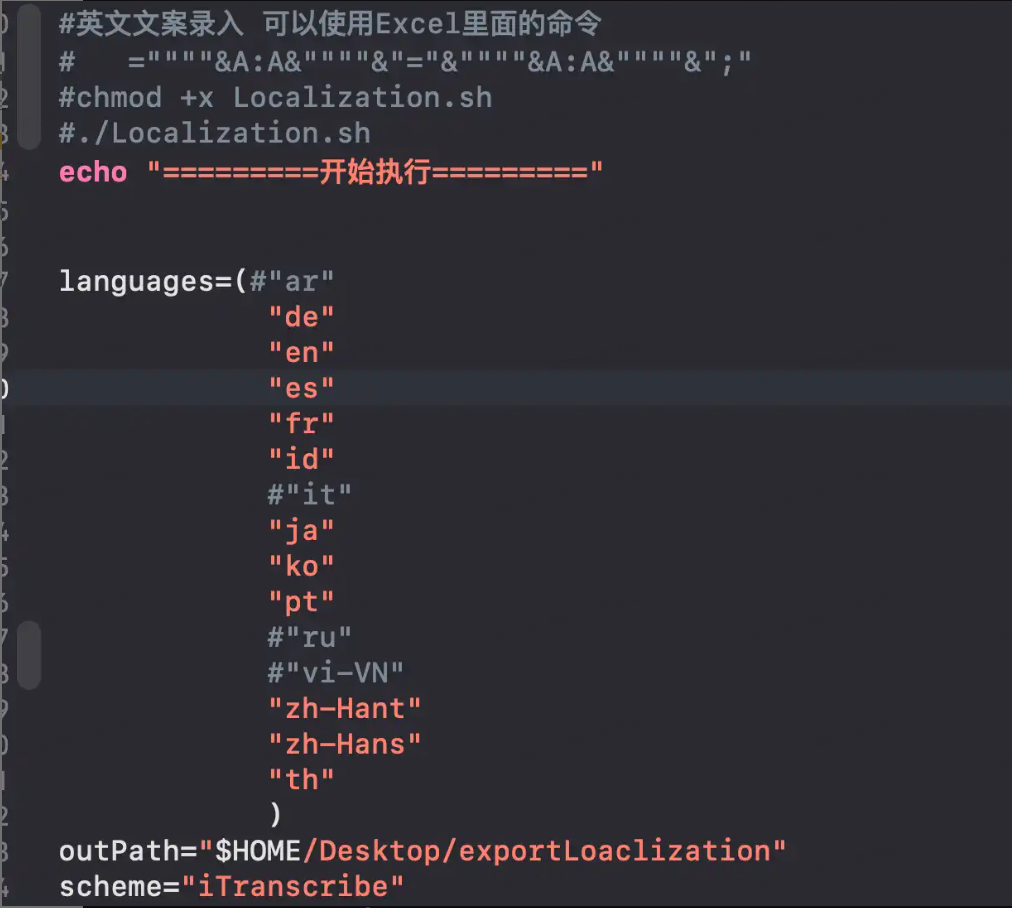 #英文文案录入 可以使用Excel里面的命令
#   =""""&A:A&""""&"="&""""&A:A&""""&";"
#chmod +x Localization.sh
#./Localization.sh
echo "=========开始执行========="
languages=(#"ar"
"de"
"en"
"es"
"fr"
"id"
#"it"
"ja"
"ko"
"pt"
#"ru"
#"vi-VN"
"zh-Hant"
"zh-Hans"
"th"
)
outPath="$HOME/Desktop/exportLoaclization"
scheme="iTranscribe"